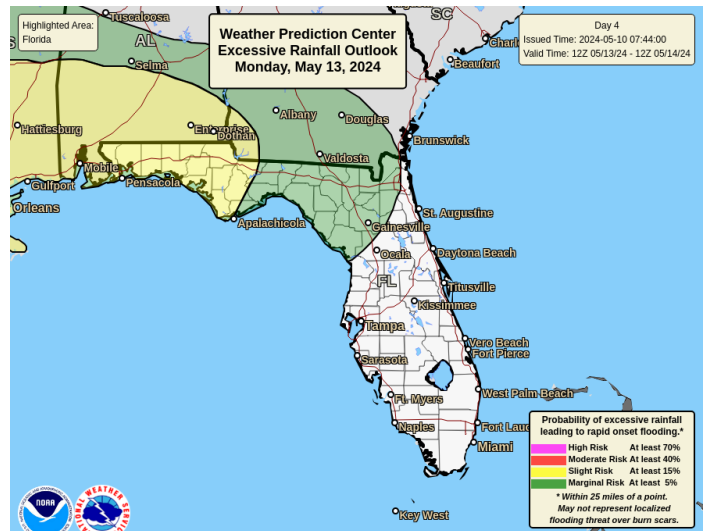 Highlighted Area:
Florida
Weather Prediction Center
Excessive Rainfall Outlook
Monday, May 13, 2024
Day 4
Issued Time: 2024-05-10 07:44:00
Valid Time: 12Z 05/13/24 - 12Z 05/14/24
Tuscaloosa
AL
SC
Selma
Beaufort
Hattiesburg
Enterprise
Dothan
Albany
Douglas
Brunswick
Valdosta
Mobile
Gulfport
Pensacola
Orleans
Apalachicola
St. Augustine
Gainesville
Ocala
Daytona Beach
FL
Titusville
Kissimmee
Tampa
Vero Beach
Fort Pierce
Sarasota
West Palm Beach
Ft. Myers
Naples
Fort Laud
Miami
Key West
Probability of excessive rainfall
leading to rapid onset flooding.*
High Risk At least 70%
Moderate Risk At least 40%
Slight Risk At least 15%
Marginal Risk At least 5%
* Within 25 miles of a point.
May not represent localized
flooding threat over burn scars.
NOAA